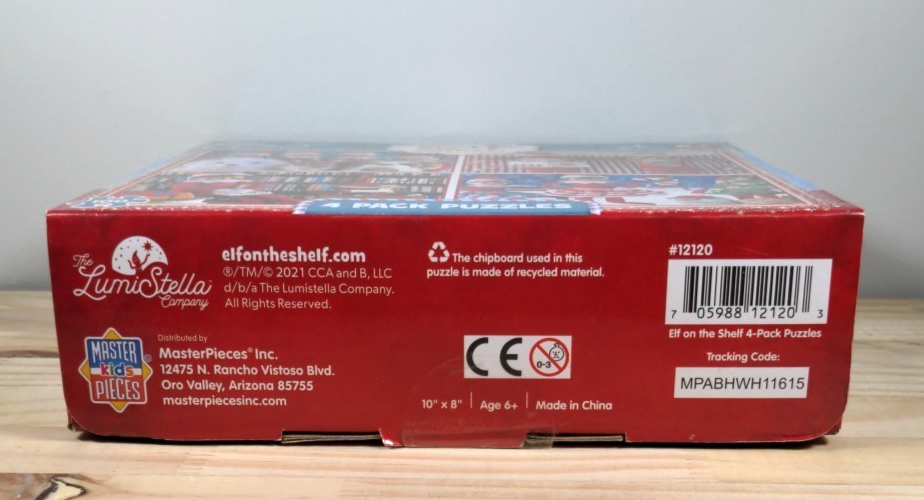 4 PACK PUZZLES
The
LumiStella
Company
elfontheshelf.com
®/TM/© 2021 CCA and B, LLC
d/b/a The Lumistella Company.
All Rights Reserved.
The chipboard used in this
puzzle is made of recycled material.
#12120
7 05988 12120 3
Elf on the Shelf 4-Pack Puzzles
Tracking Code:
MPABHWH11615
MASTER
kids
PIECES
®
Distributed by
MasterPieces® Inc.
12475 N. Rancho Vistoso Blvd.
Oro Valley, Arizona 85755
masterpiecesinc.com
CE
0-3
10" x 8" | Age 6+ | Made in China